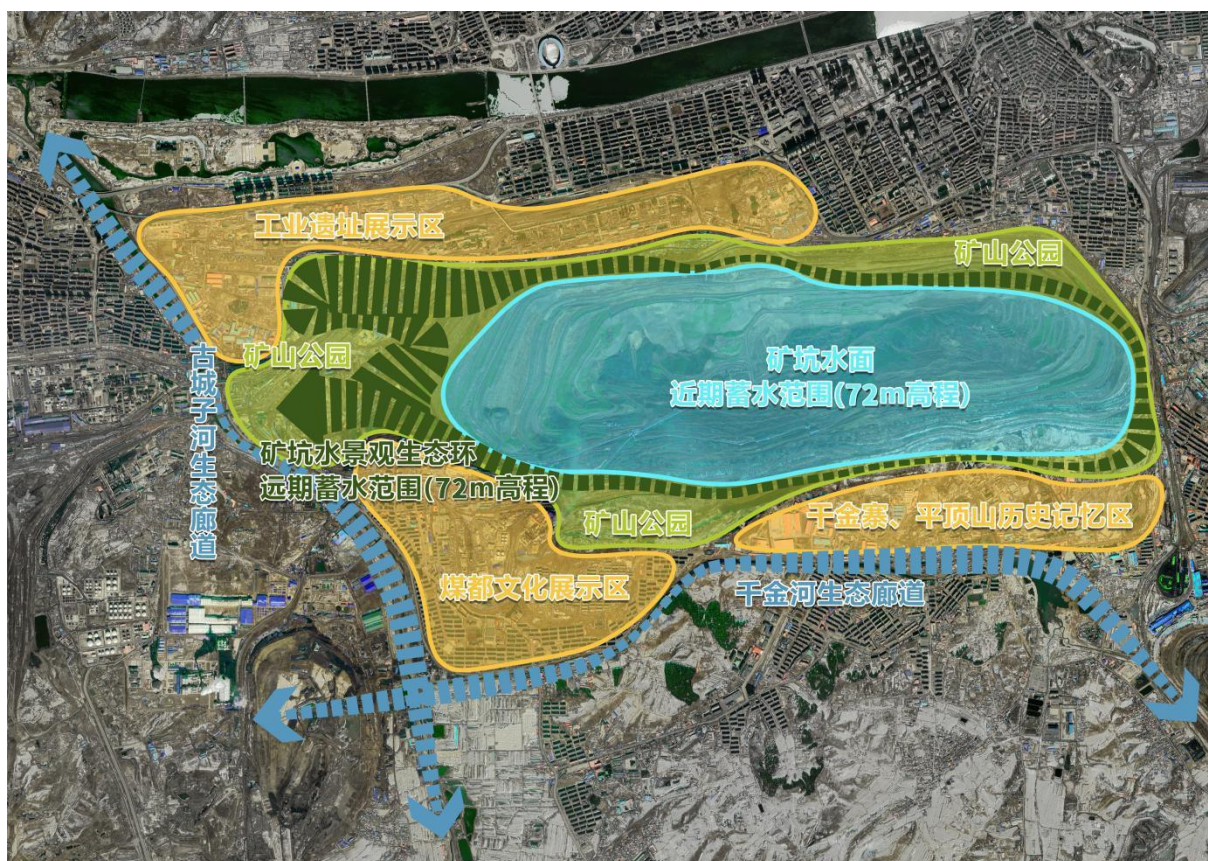 工业遗址展示区
矿山公园
矿山公园
矿坑水面
近期蓄水范围(72m高程)
古城子河生态廊道
矿坑水景观生态环
远期蓄水范围(72m高程)
矿山公园
千金寨、平顶山历史记忆区
煤都文化展示区
千金河生态廊道